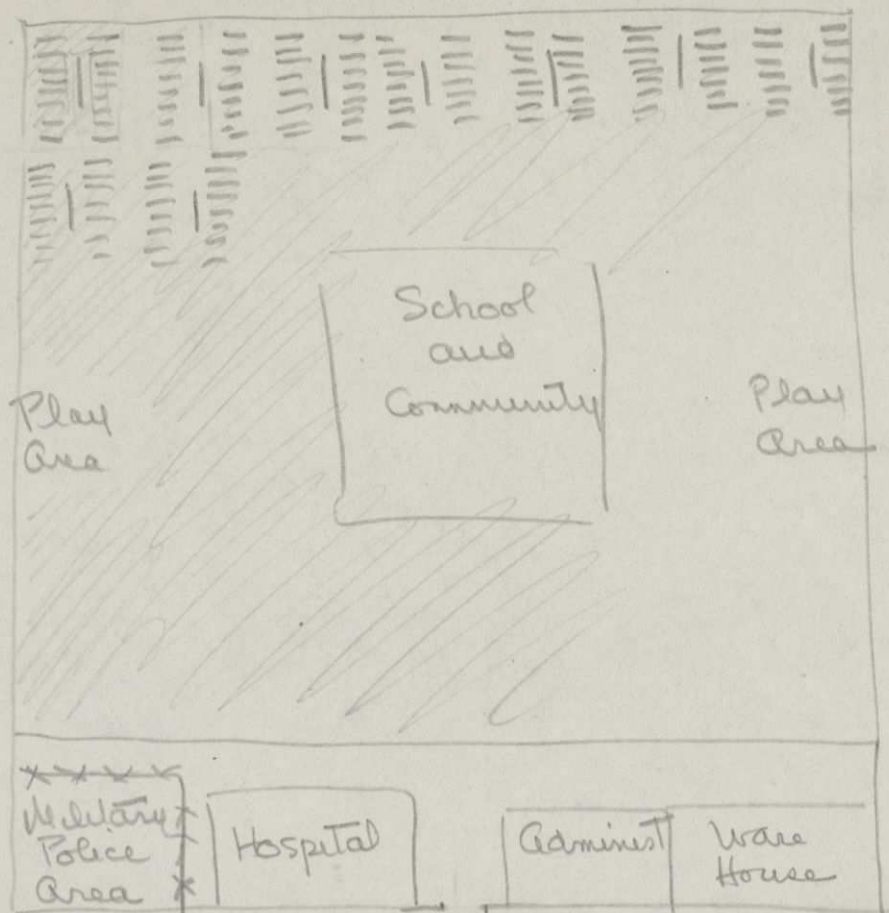 School
and
Community
Play
Area
Play
Area
Military
Police
Area
Hospital
Administ
Ware
House